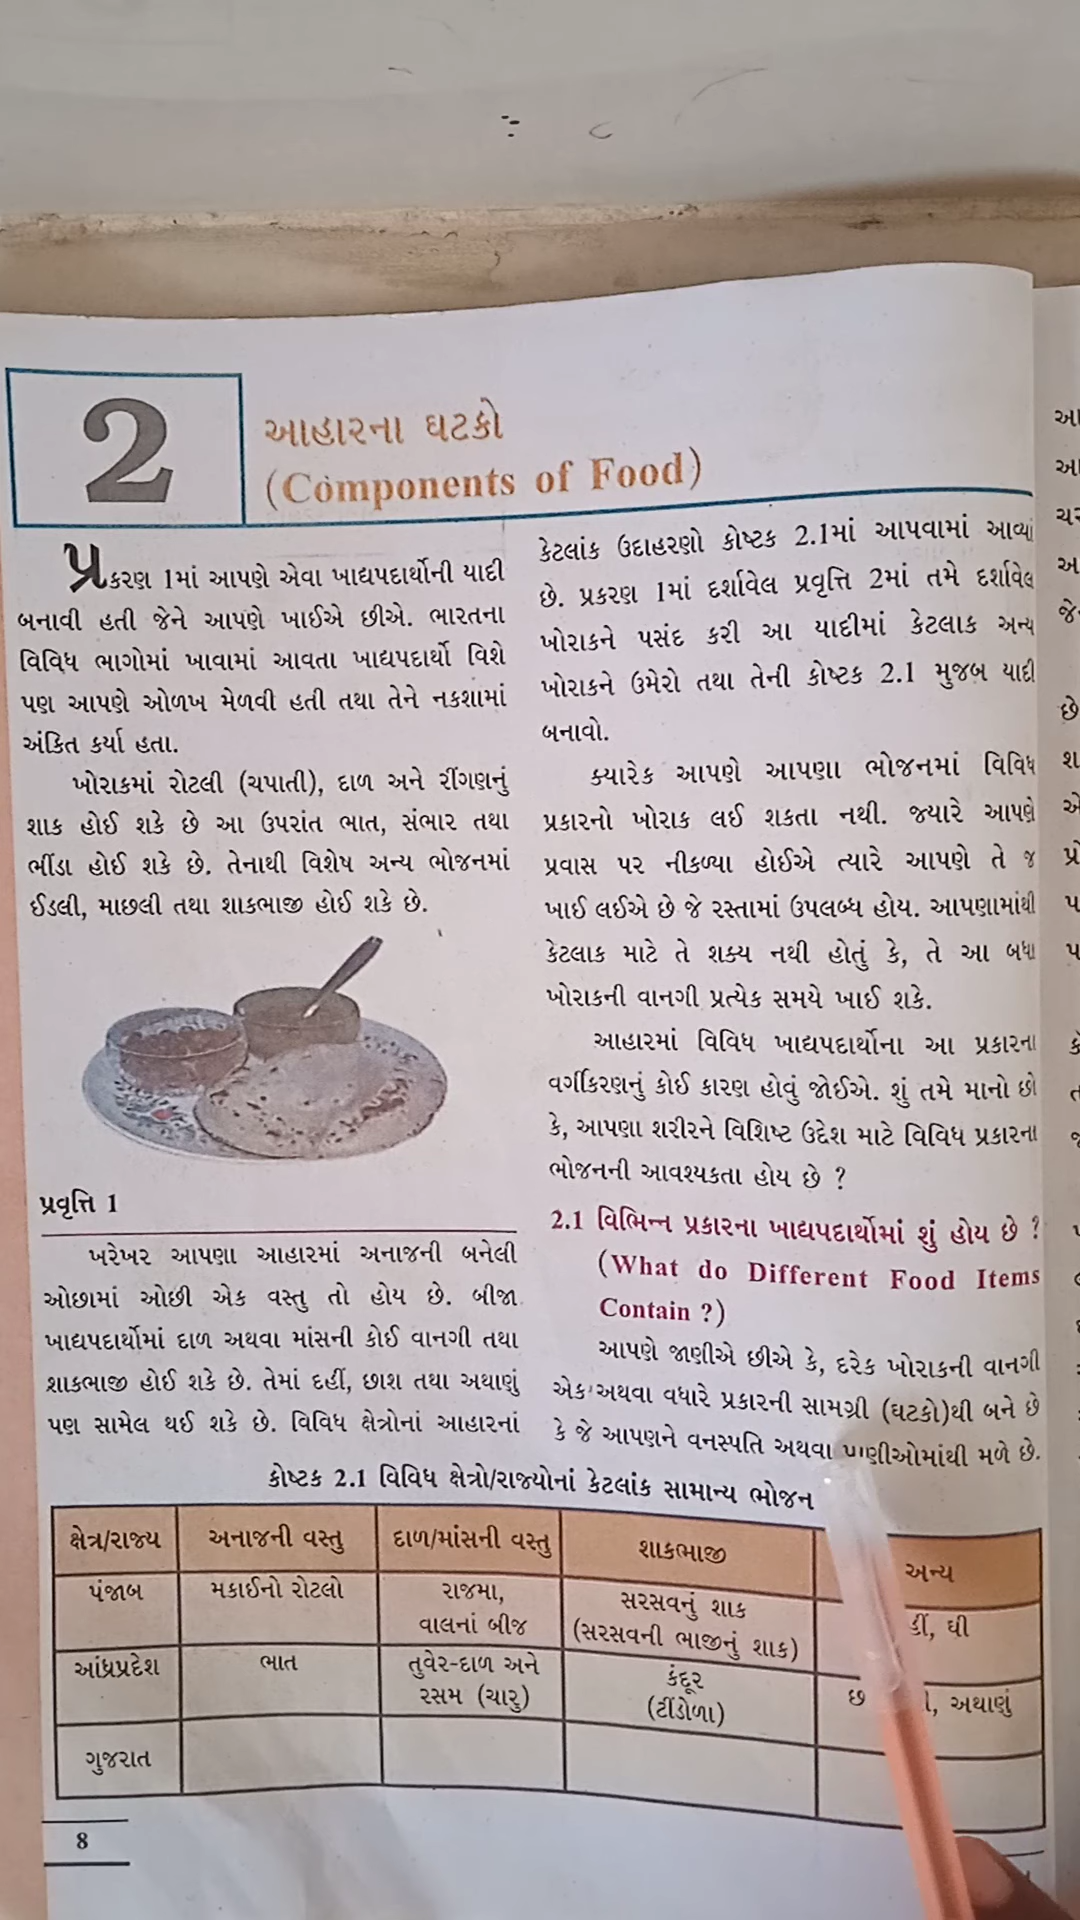 2
આહારના ઘટકો
(Components of Food)
પ્રકરણ 1માં આપણે એવા ખાદ્યપદાર્થોની યાદી
બનાવી હતી જેને આપણે ખાઈએ છીએ. ભારતના
વિવિધ ભાગોમાં ખાવામાં આવતા ખાદ્યપદાર્થો વિશે
પણ આપણે ઓળખ મેળવી હતી તથા તેને નકશામાં
અંકિત કર્યા હતા.
ખોરાકમાં રોટલી (ચપાતી), દાળ અને રીંગણનું
શાક હોઈ શકે છે આ ઉપરાંત ભાત, સંભાર તથા
ભીંડા હોઈ શકે છે. તેનાથી વિશેષ અન્ય ભોજનમાં
ઈડલી, માછલી તથા શાકભાજી હોઈ શકે છે.
પ્રવૃત્તિ 1
ખરેખર આપણા આહારમાં અનાજની બનેલી
ઓછામાં ઓછી એક વસ્તુ તો હોય છે. બીજા
ખાદ્યપદાર્થોમાં દાળ અથવા માંસની કોઈ વાનગી તથા
શાકભાજી હોઈ શકે છે. તેમાં દહીં, છાશ તથા અથાણું
પણ સામેલ થઈ શકે છે. વિવિધ ક્ષેત્રોનાં આહારનાં
કેટલાંક ઉદાહરણો કોષ્ટક 2.1માં આપવામાં આવ્યાં
છે. પ્રકરણ 1માં દર્શાવેલ પ્રવૃત્તિ 2માં તમે દર્શાવેલ
ખોરાકને પસંદ કરી આ યાદીમાં કેટલાક અન્ય
ખોરાકને ઉમેરો તથા તેની કોષ્ટક 2.1 મુજબ યાદી
બનાવો.
ક્યારેક આપણે આપણા ભોજનમાં વિવિધ
પ્રકારનો ખોરાક લઈ શકતા નથી. જ્યારે આપણે
પ્રવાસ પર નીકળ્યા હોઈએ ત્યારે આપણે તે જ
ખાઈ લઈએ છે જે રસ્તામાં ઉપલબ્ધ હોય. આપણામાંથી
કેટલાક માટે તે શક્ય નથી હોતું કે, તે આ બધા
ખોરાકની વાનગી પ્રત્યેક સમયે ખાઈ શકે.
આહારમાં વિવિધ ખાદ્યપદાર્થોના આ પ્રકારના
વર્ગીકરણનું કોઈ કારણ હોવું જોઈએ. શું તમે માનો છો
કે, આપણા શરીરને વિશિષ્ટ ઉદ્દેશ માટે વિવિધ પ્રકારના
ભોજનની આવશ્યકતા હોય છે ?
2.1 વિભિન્ન પ્રકારના ખાદ્યપદાર્થોમાં શું હોય છે ?
(What do Different Food Items
Contain ?)
આપણે જાણીએ છીએ કે, દરેક ખોરાકની વાનગી
એક અથવા વધારે પ્રકારની સામગ્રી (ઘટકો)થી બને છે
કે જે આપણને વનસ્પતિ અથવા પ્રાણીઓમાંથી મળે છે.
કોષ્ટક 2.1 વિવિધ ક્ષેત્રો/રાજ્યોનાં કેટલાંક સામાન્ય ભોજન
ક્ષેત્ર/રાજ્ય અનાજની વસ્તુ દાળ/માંસની વસ્તુ શાકભાજી અન્ય
પંજાબ મકાઈનો રોટલો રાજમા, સરસવનું શાક ઘી
વાલનાં બીજ (સરસવની ભાજીનું શાક)
આંધ્રપ્રદેશ ભાત તુવેર-દાળ અને કંદૂર અથાણું
રસમ (ચારુ) (ટીંડોળા)
ગુજરાત
8